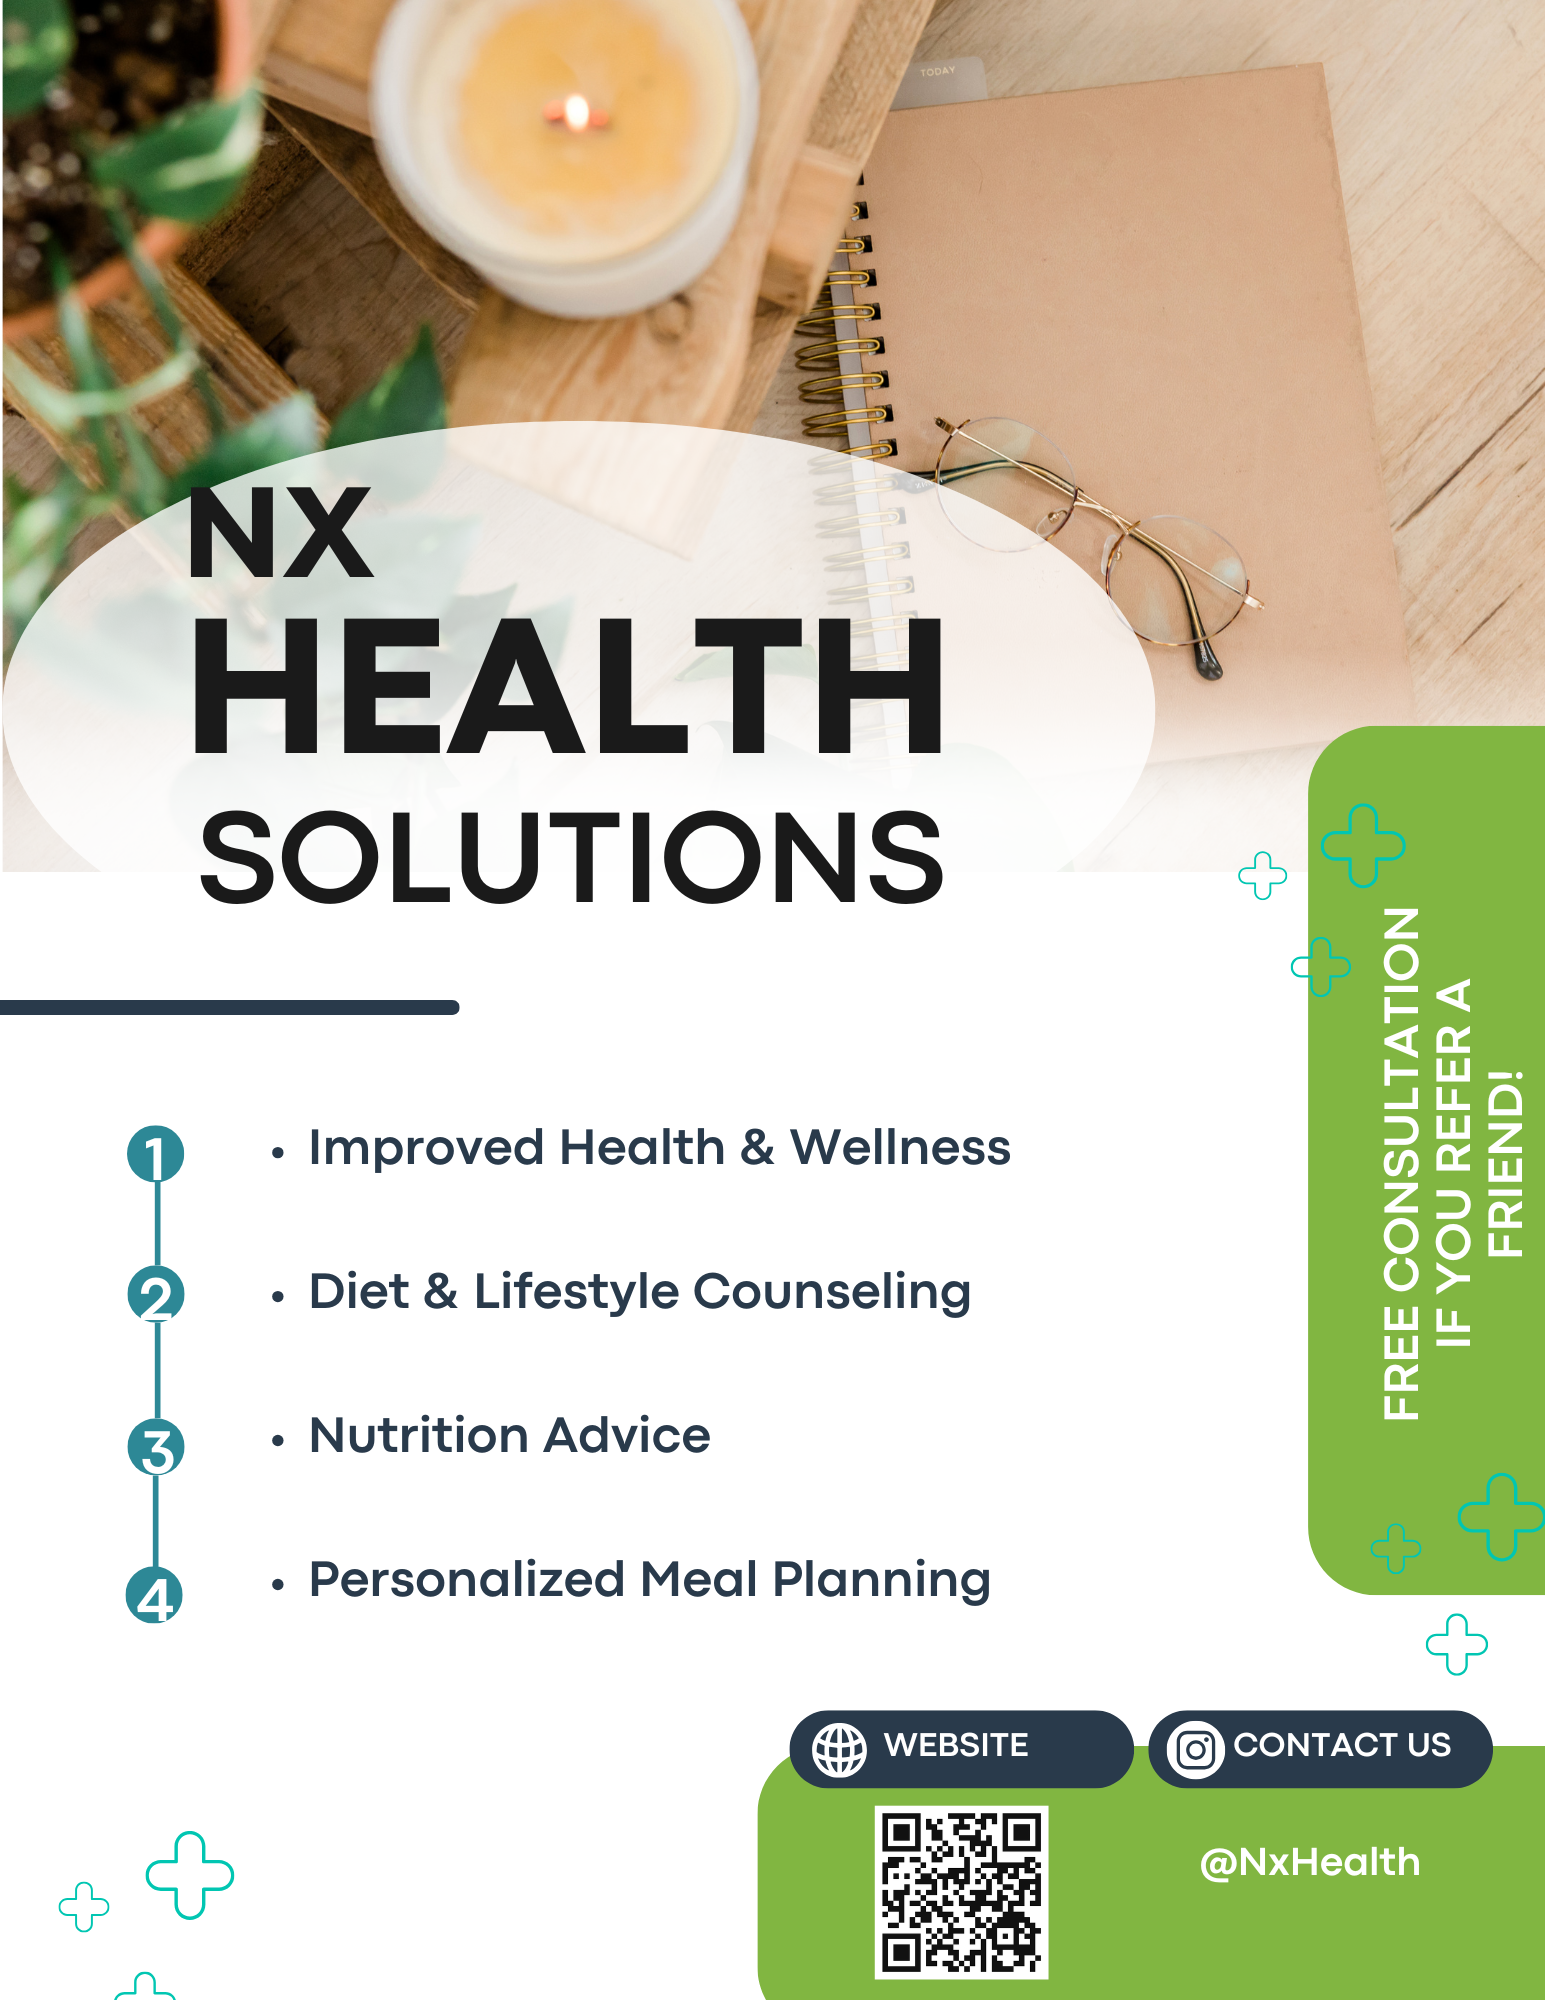 TODAY
NX
HEALTH
SOLUTIONS
FREE CONSULTATION
IF YOU REFER A
FRIEND!
1
• Improved Health & Wellness
2
• Diet & Lifestyle Counseling
3
• Nutrition Advice
4
• Personalized Meal Planning
WEBSITE
CONTACT US
@NxHealth